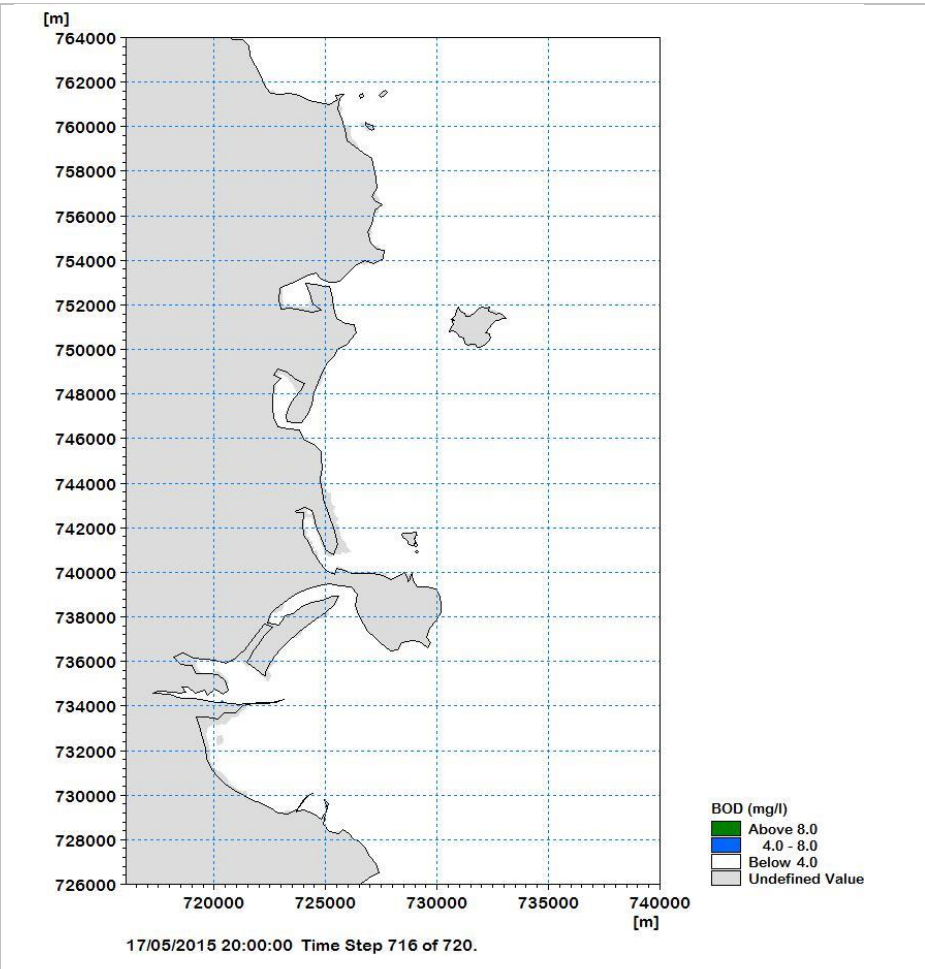 [m]
764000
762000
760000
758000
756000
754000
752000
750000
748000
746000
744000
742000
740000
738000
736000
734000
732000
730000
728000
726000
720000 725000 730000 735000 740000
[m]
17/05/2015 20:00:00 Time Step 716 of 720.
BOD (mg/l)
Above 8.0
4.0 - 8.0
Below 4.0
Undefined Value